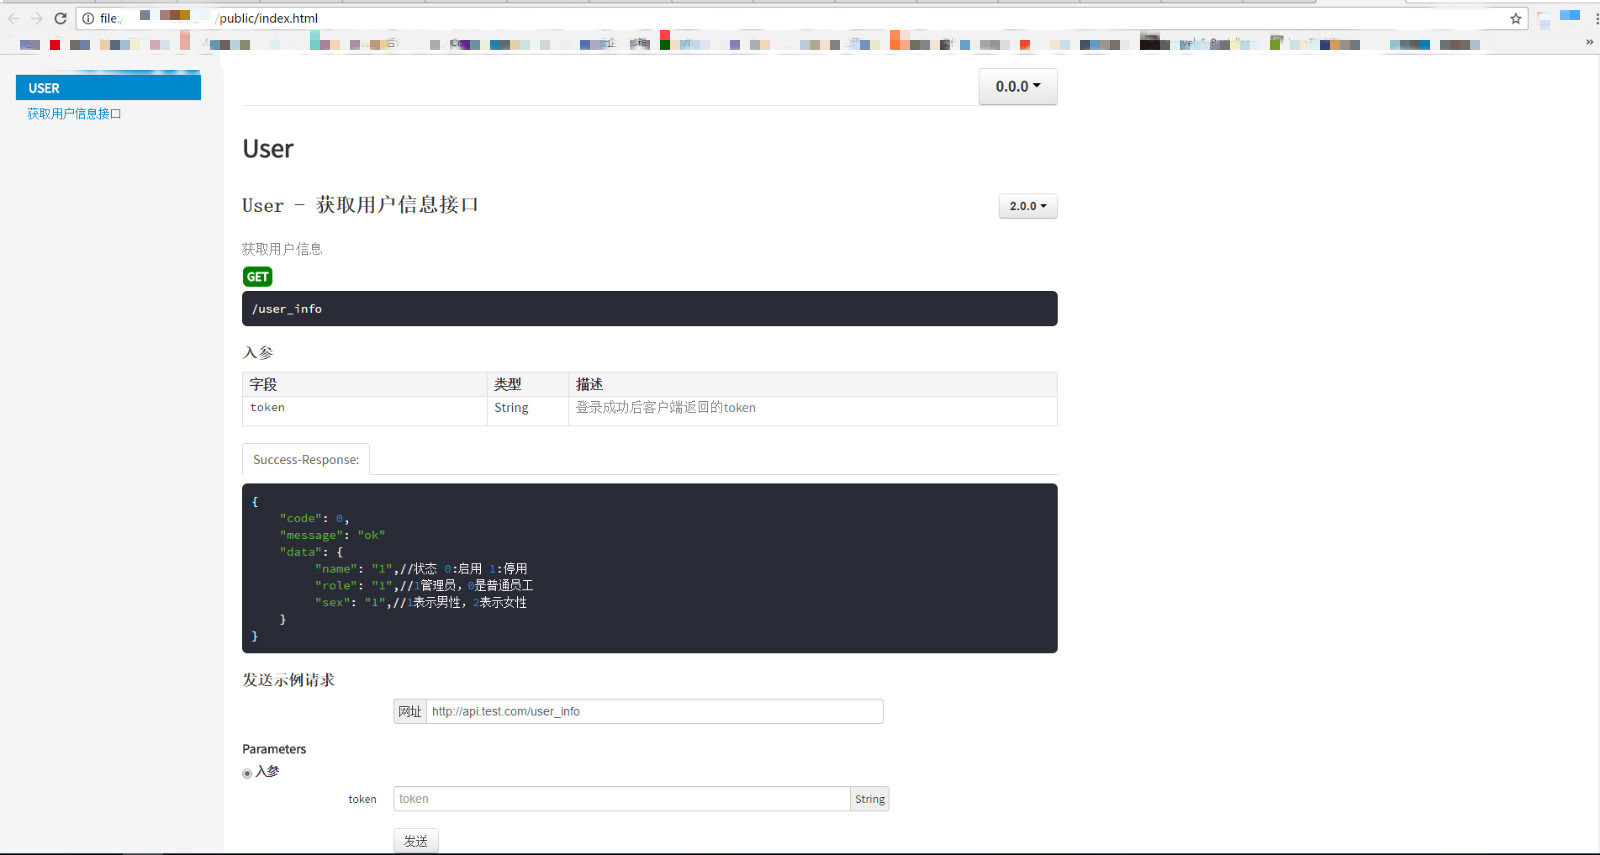 file:
/public/index.html
USER
获取用户信息接口
0.0.0
User
User - 获取用户信息接口
2.0.0
获取用户信息
GET
/user_info
入参
字段 类型 描述
token String 登录成功后客户端返回的token
Success-Response:
{
"code": 0,
"message": "ok"
"data": {
"name": "1",//状态 0:启用 1:停用
"role": "1",//1管理员，0是普通员工
"sex": "1",//1表示男性，2表示女性
}
}
发送示例请求
网址 http://api.test.com/user_info
Parameters
入参
token token String
发送